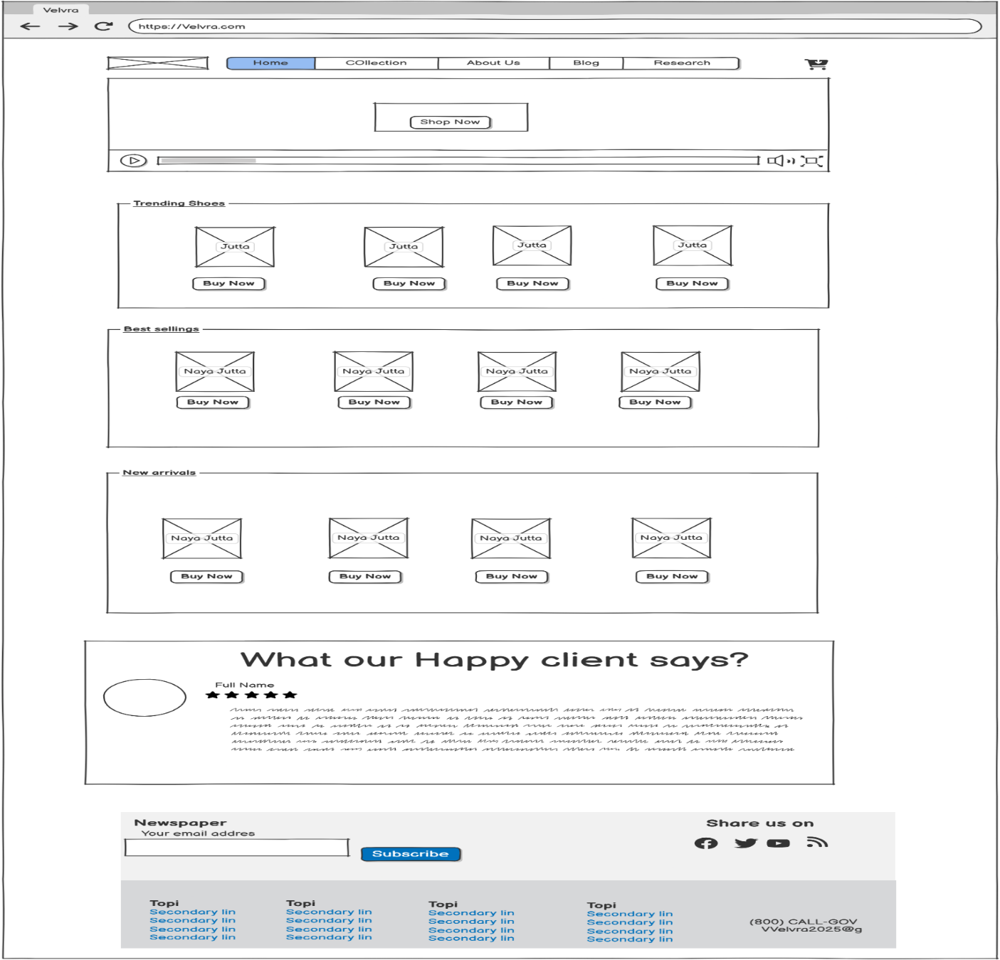 Velvra
https://Velvra.com
Home COllection About Us Blog Research
Shop Now
Trending Shoes
Jutta Jutta Jutta Jutta
Buy Now Buy Now Buy Now Buy Now
Best sellings
Naya Jutta Naya Jutta Naya Jutta Naya Jutta
Buy Now Buy Now Buy Now Buy Now
New arrivals
Naya Jutta Naya Jutta Naya Jutta Naya Jutta
Buy Now Buy Now Buy Now Buy Now
What our Happy client says?
Full Name
Newspaper
Your email addres
Subscribe
Share us on
Topi Topi Topi Topi
Secondary lin Secondary lin Secondary lin Secondary lin
Secondary lin Secondary lin Secondary lin Secondary lin
Secondary lin Secondary lin Secondary lin Secondary lin
Secondary lin Secondary lin Secondary lin Secondary lin
(800) CALL-GOV
VVelvra2025@g